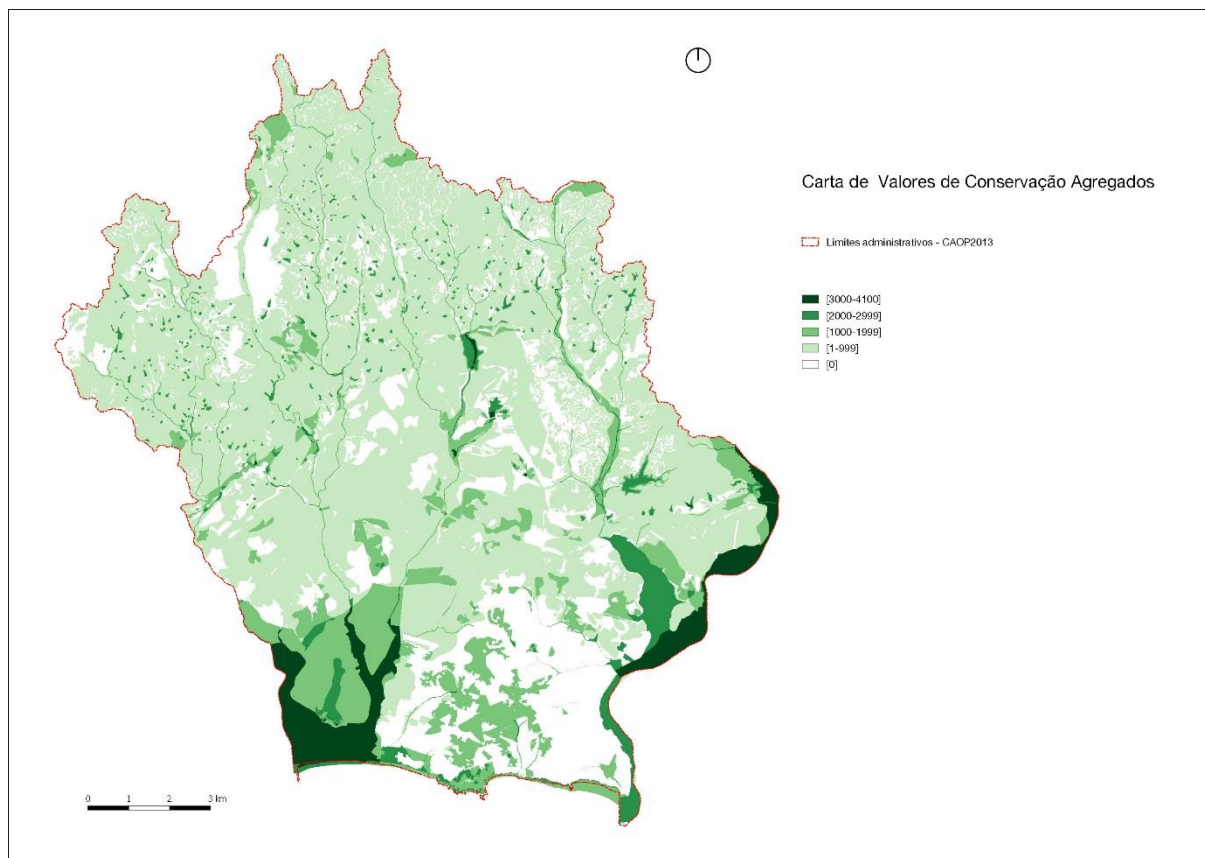 Carta de Valores de Conservação Agregados
Limites administrativos - CAOP2013
[3000-4100]
[2000-2999]
[1000-1999]
[1-999]
[0]
0 1 2 3 km